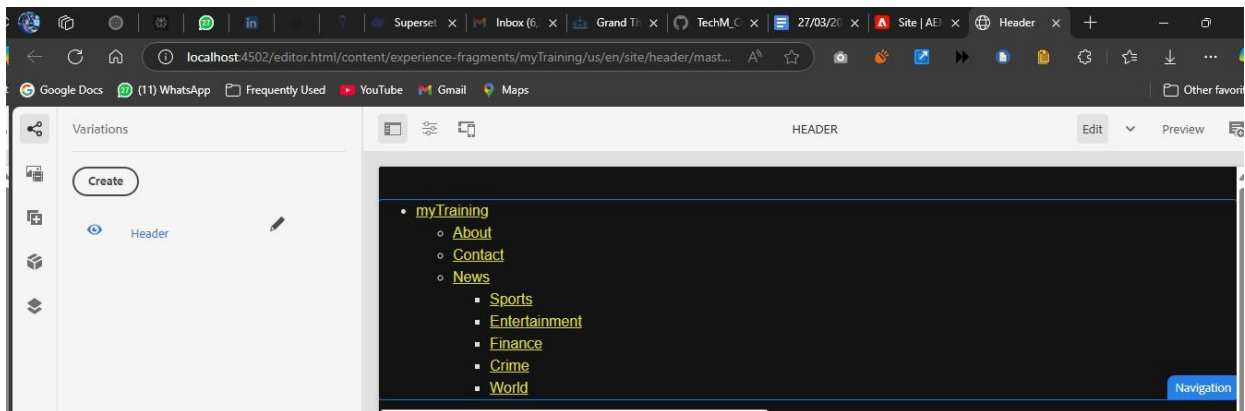 Superset
Inbox (6,
Grand Th
TechM_C
27/03/20
Site | AEM
Header
localhost:4502/editor.html/content/experience-fragments/myTraining/us/en/site/header/mast...
Google Docs
(11) WhatsApp
Frequently Used
YouTube
Gmail
Maps
Other favorit
Variations
HEADER
Edit
Preview
Create
Header
myTraining
About
Contact
News
Sports
Entertainment
Finance
Crime
World
Navigation